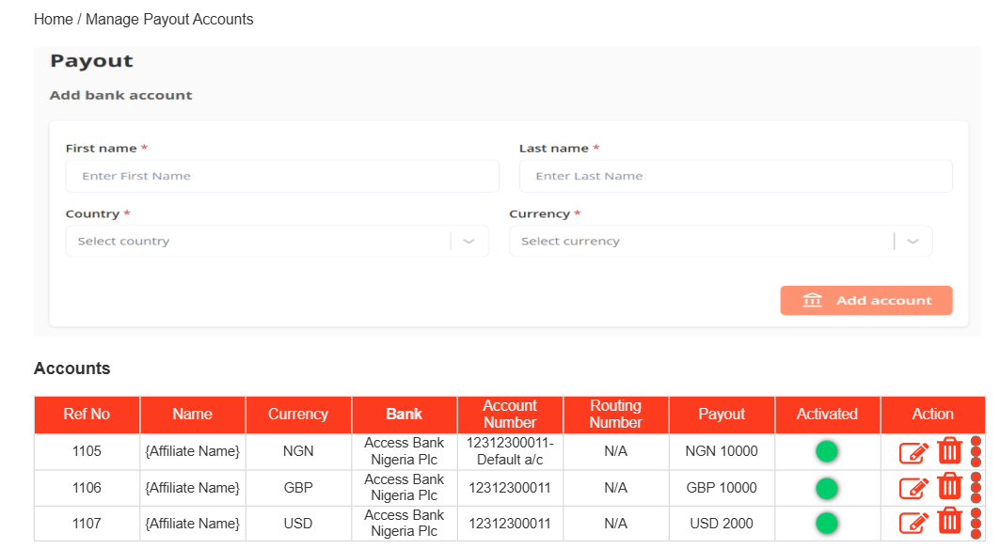 Home / Manage Payout Accounts
Payout
Add bank account
First name * Last name *
Enter First Name Enter Last Name
Country * Currency *
Select country Select currency
Add account
Accounts
Ref No Name Currency Bank Account Number Routing Number Payout Activated Action
1105 {Affiliate Name} NGN Access Bank Nigeria Plc 12312300011-Default a/c N/A NGN 10000
1106 {Affiliate Name} GBP Access Bank Nigeria Plc 12312300011 N/A GBP 10000
1107 {Affiliate Name} USD Access Bank Nigeria Plc 12312300011 N/A USD 2000